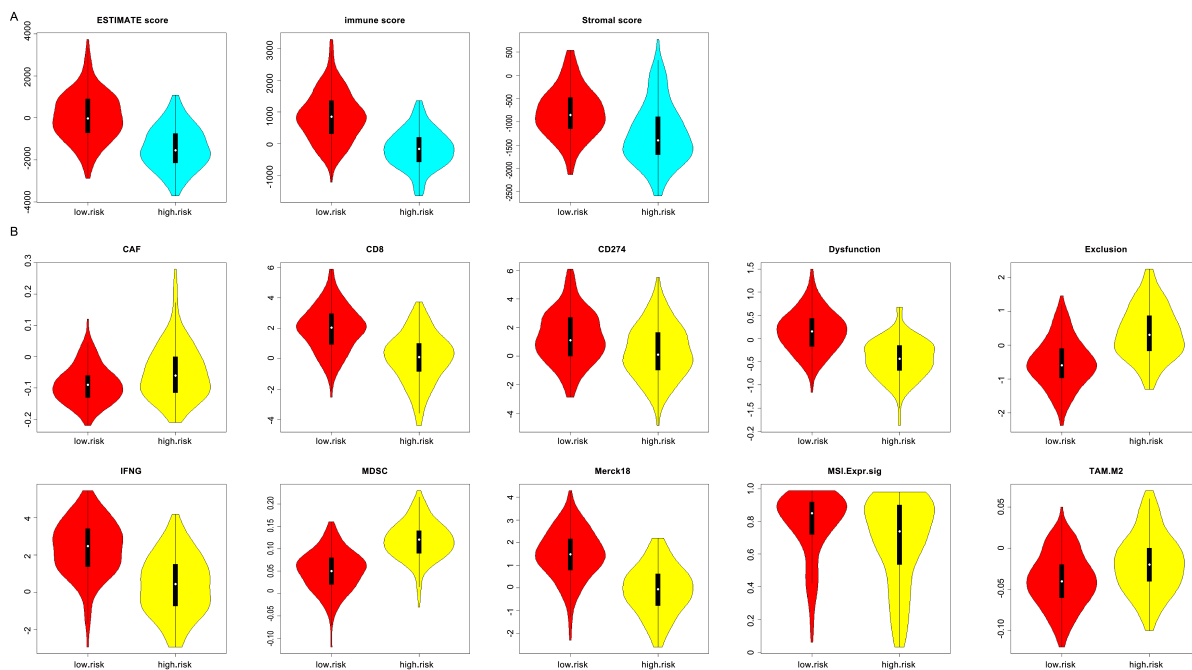 A
ESTIMATE score
immune score
Stromal score
4000
2000
0
-2000
-4000
3000
2000
1000
0
-1000
500
0
-500
-1000
-1500
-2000
-2500
low.risk high.risk
low.risk high.risk
low.risk high.risk
B
CAF
CD8
CD274
Dysfunction
Exclusion
0.3
0.2
0.1
0
-0.1
-0.2
6
4
2
0
-2
-4
6
4
2
0
-2
-4
1.5
1.0
0.5
0
-0.5
-1.0
-1.5
-0.2
2
1
0
-1
-2
low.risk high.risk
low.risk high.risk
low.risk high.risk
low.risk high.risk
low.risk high.risk
IFNG
MDSC
Merck18
MSI.Expr.sig
TAM.M2
4
2
0
-2
0.20
0.15
0.10
0.05
0
-0.05
-0.10
4
3
2
1
0
-1
-2
1.0
0.8
0.6
0.4
0.2
0
0.05
0
-0.05
-0.10
low.risk high.risk
low.risk high.risk
low.risk high.risk
low.risk high.risk
low.risk high.risk